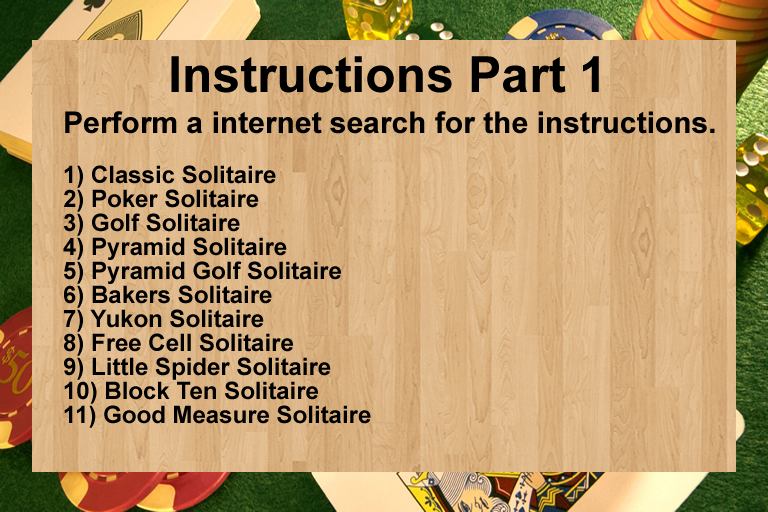 Instructions Part 1
Perform a internet search for the instructions.
1) Classic Solitaire
2) Poker Solitaire
3) Golf Solitaire
4) Pyramid Solitaire
5) Pyramid Golf Solitaire
6) Bakers Solitaire
7) Yukon Solitaire
8) Free Cell Solitaire
9) Little Spider Solitaire
10) Block Ten Solitaire
11) Good Measure Solitaire
$50